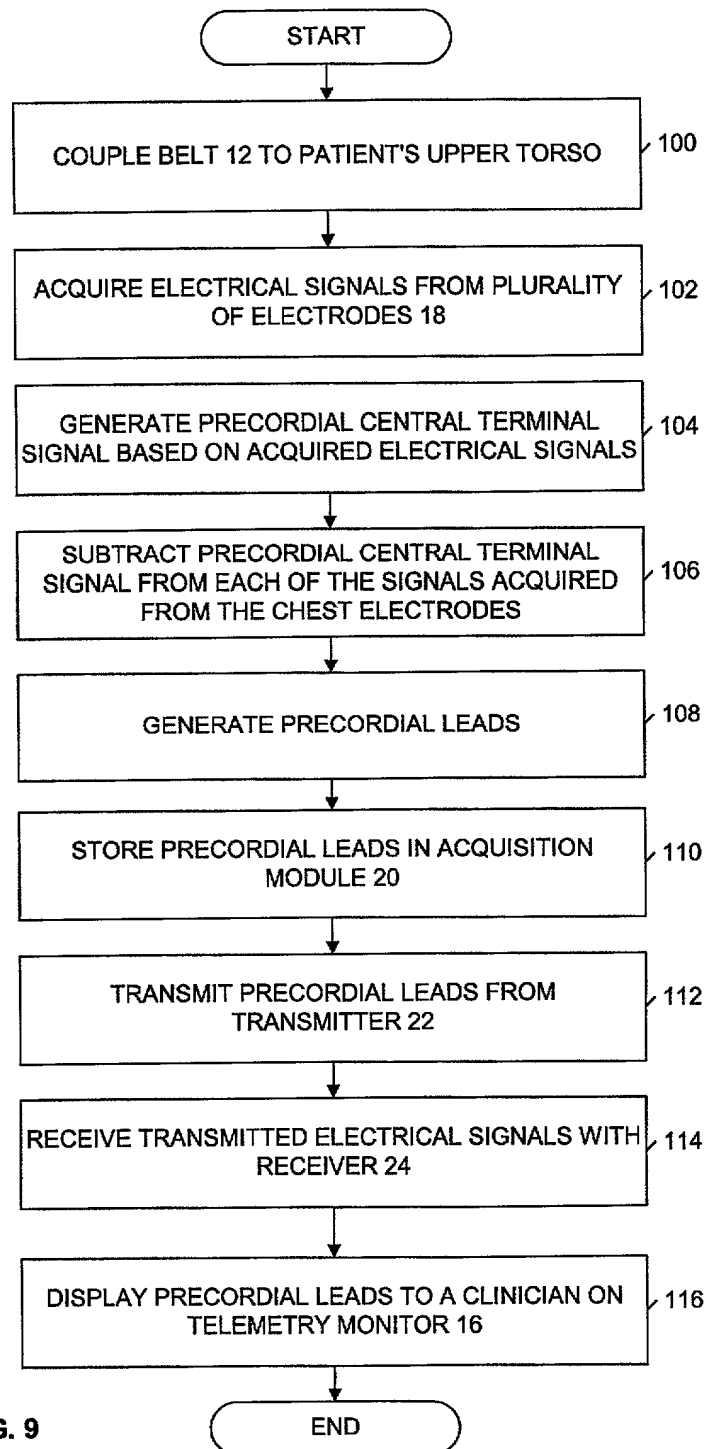 START
COUPLE BELT 12 TO PATIENT'S UPPER TORSO
100
ACQUIRE ELECTRICAL SIGNALS FROM PLURALITY
OF ELECTRODES 18
102
GENERATE PRECORDIAL CENTRAL TERMINAL
SIGNAL BASED ON ACQUIRED ELECTRICAL SIGNALS
104
SUBTRACT PRECORDIAL CENTRAL TERMINAL
SIGNAL FROM EACH OF THE SIGNALS ACQUIRED
FROM THE CHEST ELECTRODES
106
GENERATE PRECORDIAL LEADS
108
STORE PRECORDIAL LEADS IN ACQUISITION
MODULE 20
110
TRANSMIT PRECORDIAL LEADS FROM
TRANSMITTER 22
112
RECEIVE TRANSMITTED ELECTRICAL SIGNALS WITH
RECEIVER 24
114
DISPLAY PRECORDIAL LEADS TO A CLINICIAN ON
TELEMETRY MONITOR 16
116
END
G. 9